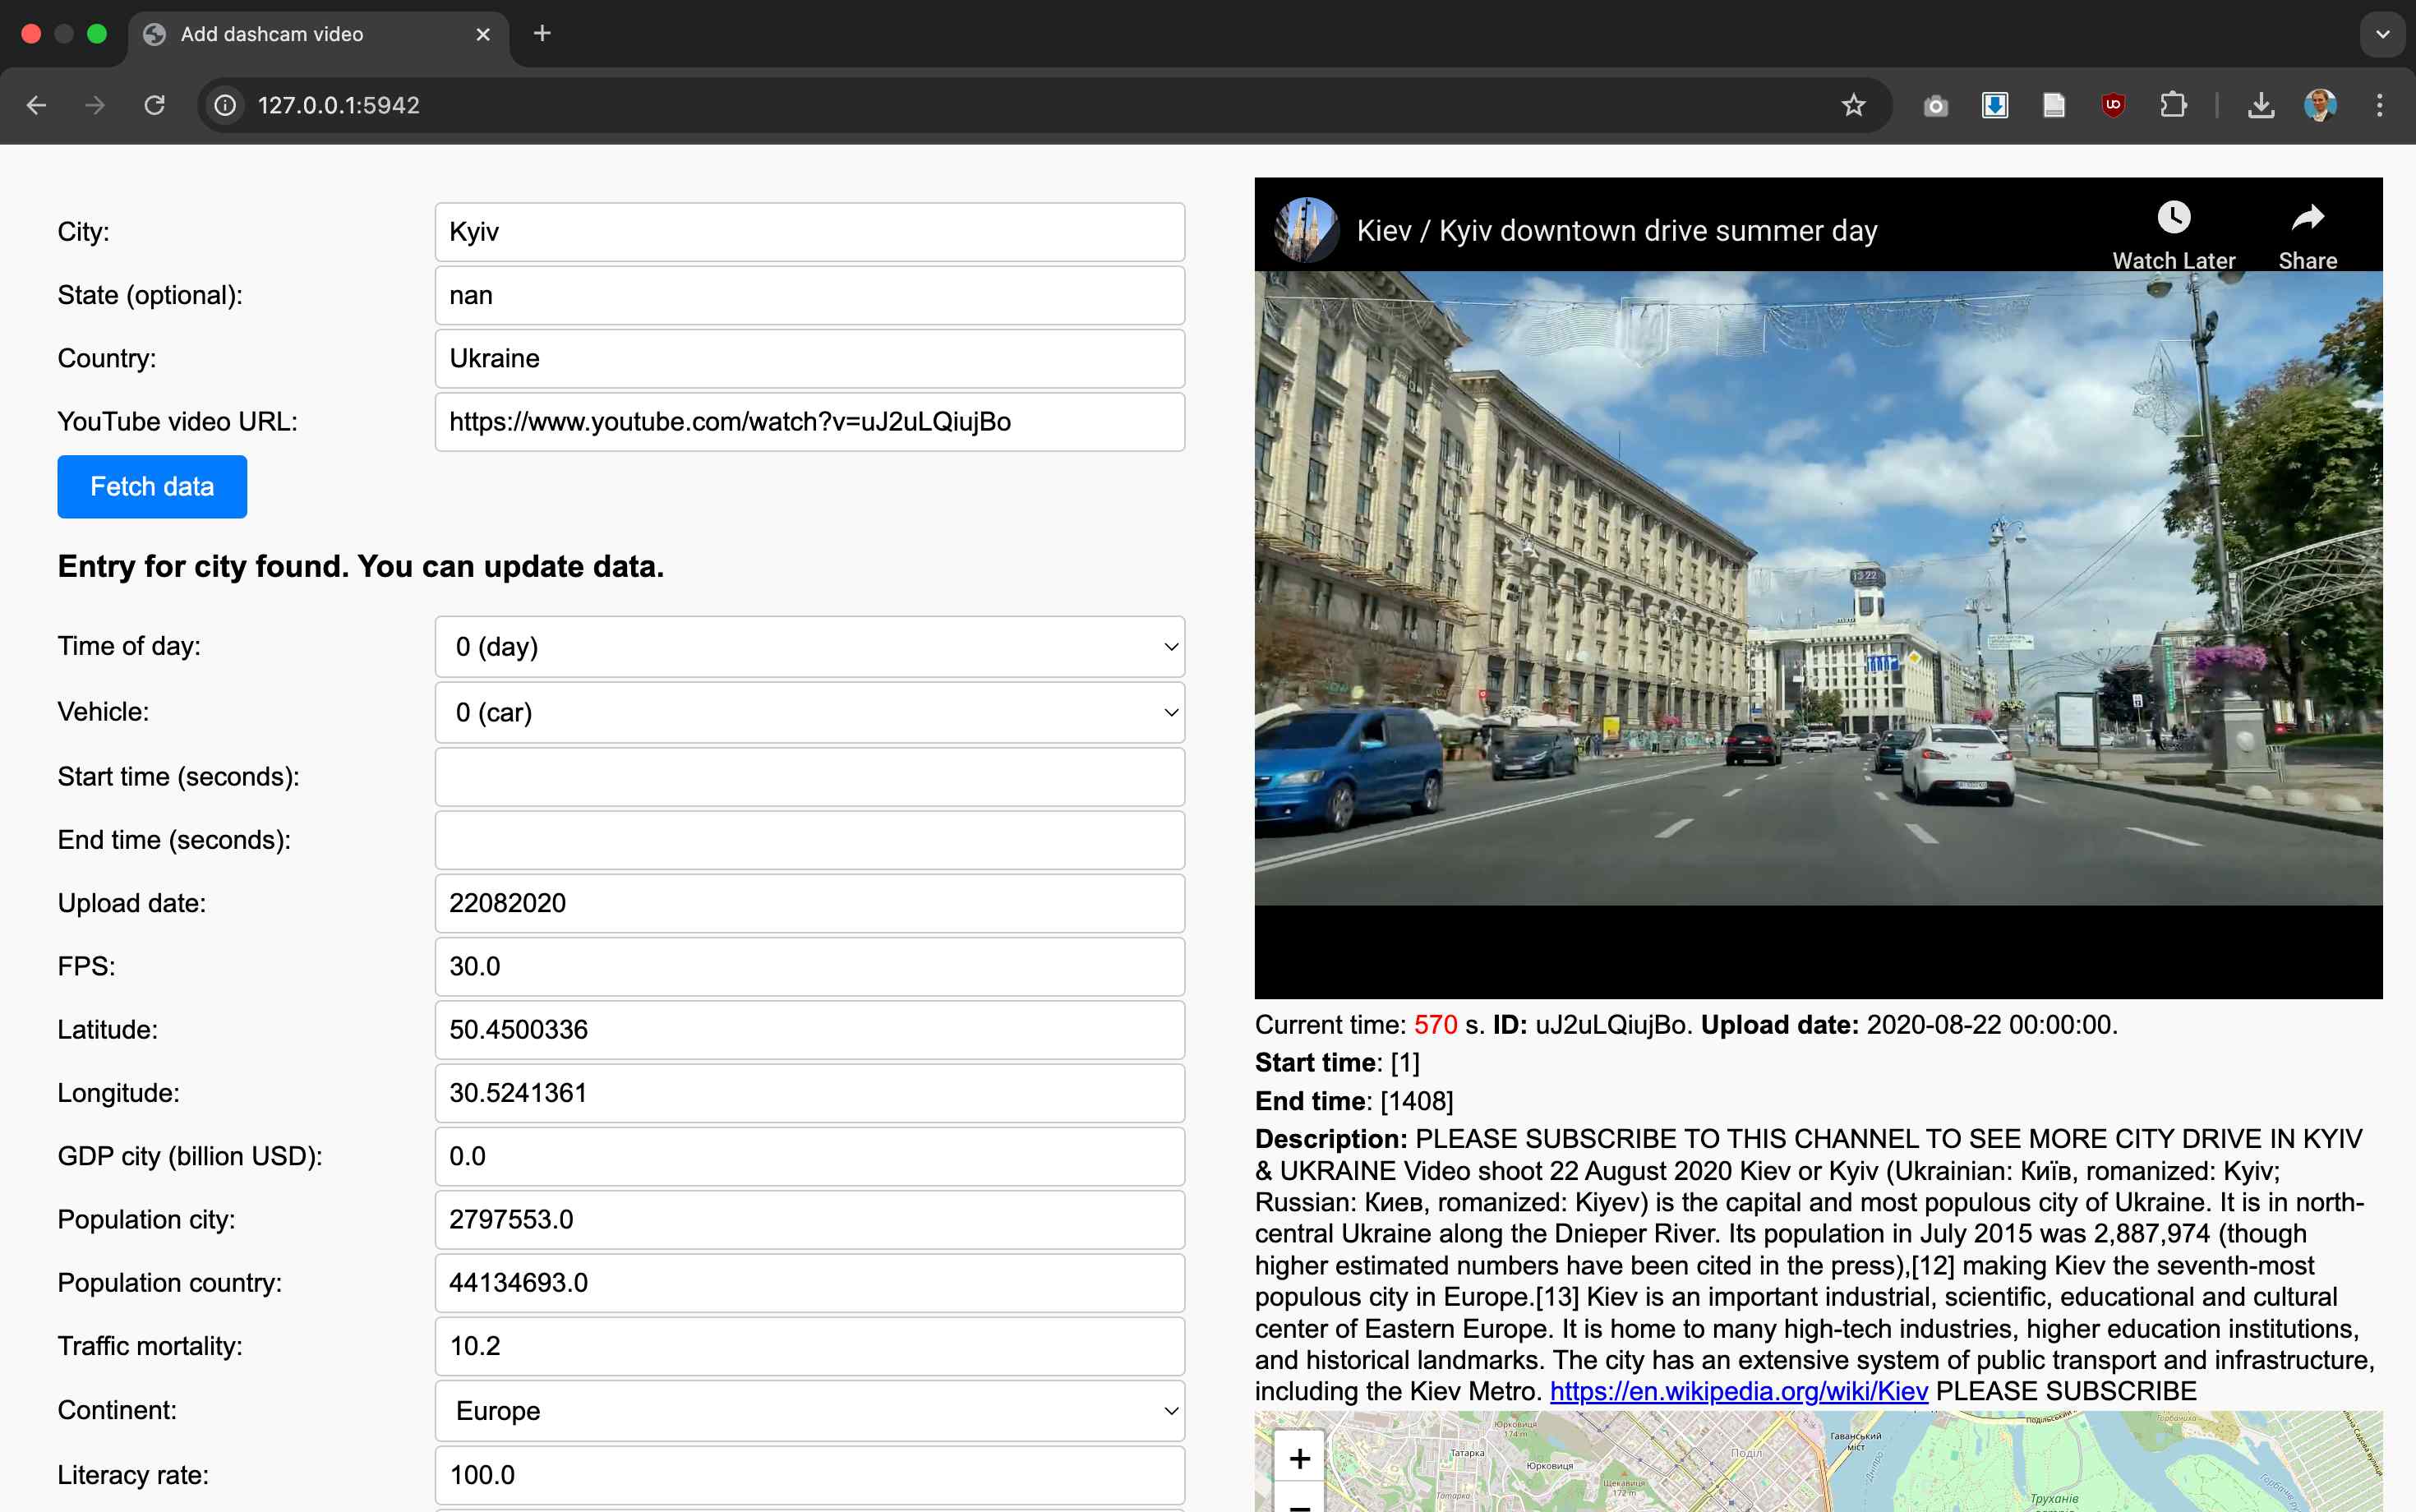 Add dashcam video
127.0.0.1:5942
City:
Kyiv
State (optional):
nan
Country:
Ukraine
YouTube video URL:
https://www.youtube.com/watch?v=uJ2uLQiujBo
Fetch data
Entry for city found. You can update data.
Time of day:
0 (day)
Vehicle:
0 (car)
Start time (seconds):
End time (seconds):
Upload date:
22082020
FPS:
30.0
Latitude:
50.4500336
Longitude:
30.5241361
GDP city (billion USD):
0.0
Population city:
2797553.0
Population country:
44134693.0
Traffic mortality:
10.2
Continent:
Europe
Literacy rate:
100.0
Kiev / Kyiv downtown drive summer day
Watch Later
Share
13 22
Current time: 570 s. ID: uJ2uLQiujBo. Upload date: 2020-08-22 00:00:00.
Start time: [1]
End time: [1408]
Description: PLEASE SUBSCRIBE TO THIS CHANNEL TO SEE MORE CITY DRIVE IN KYIV
& UKRAINE Video shoot 22 August 2020 Kiev or Kyiv (Ukrainian: Київ, romanized: Kyiv;
Russian: Киев, romanized: Kiyev) is the capital and most populous city of Ukraine. It is in north-
central Ukraine along the Dnieper River. Its population in July 2015 was 2,887,974 (though
higher estimated numbers have been cited in the press),[12] making Kiev the seventh-most
populous city in Europe.[13] Kiev is an important industrial, scientific, educational and cultural
center of Eastern Europe. It is home to many high-tech industries, higher education institutions,
and historical landmarks. The city has an extensive system of public transport and infrastructure,
including the Kiev Metro. https://en.wikipedia.org/wiki/Kiev PLEASE SUBSCRIBE
+
−
Юрковиця
174 m
Татарка
Юрковиця
Щекавиця
172 m
Татарка
Поділ
Гаванський
міст
Дніпро
Труханів